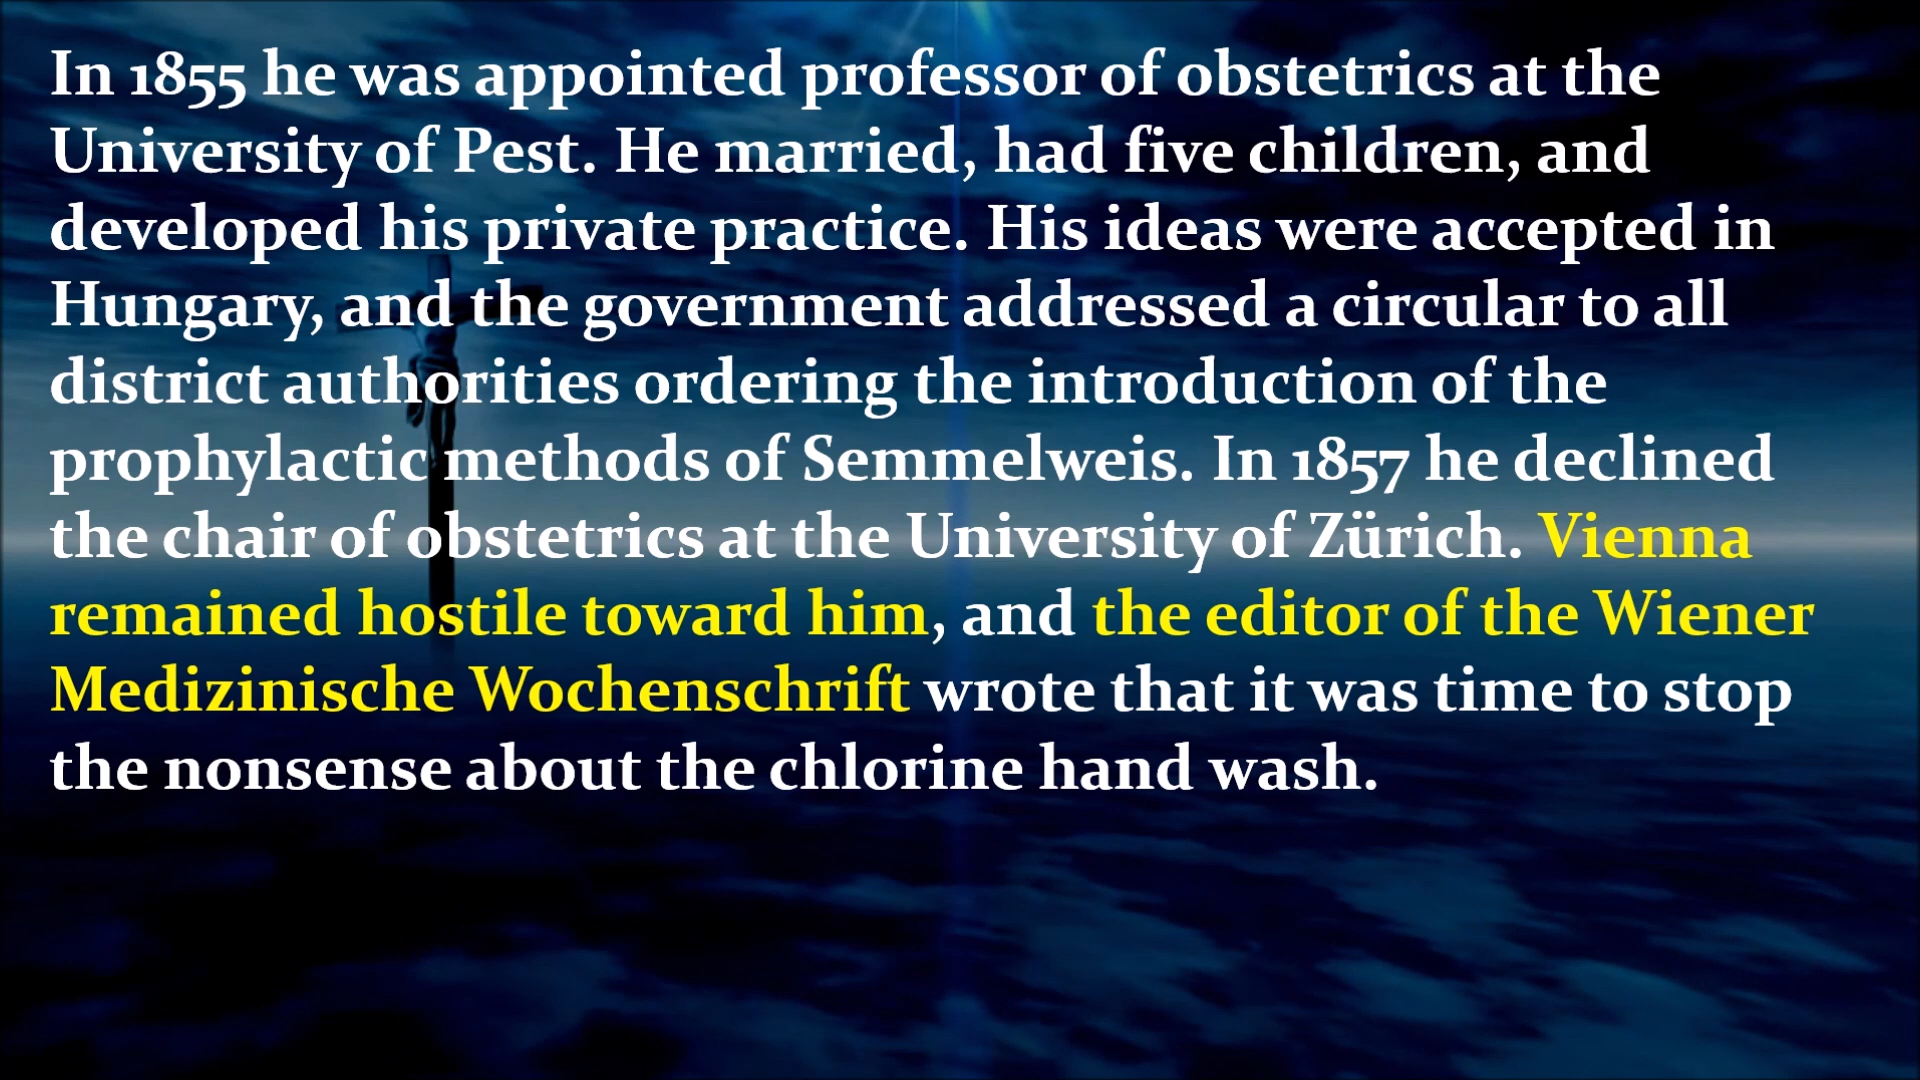 In 1855 he was appointed professor of obstetrics at the
University of Pest. He married, had five children, and
developed his private practice. His ideas were accepted in
Hungary, and the government addressed a circular to all
district authorities ordering the introduction of the
prophylactic methods of Semmelweis. In 1857 he declined
the chair of obstetrics at the University of Zürich. Vienna
remained hostile toward him, and the editor of the Wiener
Medizinische Wochenschrift wrote that it was time to stop
the nonsense about the chlorine hand wash.